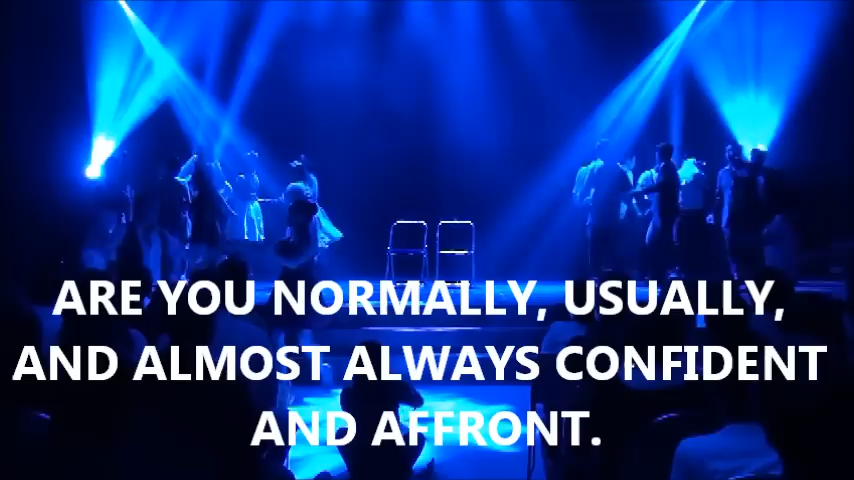 ARE YOU NORMALLY, USUALLY,
AND ALMOST ALWAYS CONFIDENT
AND AFFRONT.